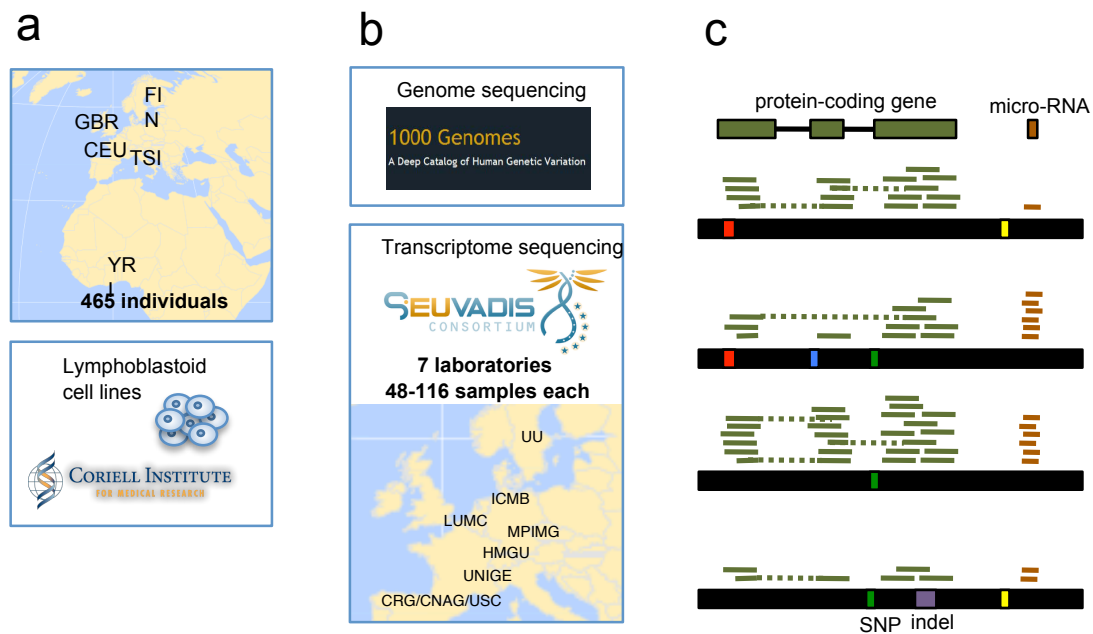 a
FI
N
GBR
CEU
TSI
YR
I
465 individuals
Lymphoblastoid
cell lines
CORIELL INSTITUTE
FOR MEDICAL RESEARCH
b
Genome sequencing
1000 Genomes
A Deep Catalog of Human Genetic Variation
Transcriptome sequencing
GEUVADIS
CONSORTIUM
7 laboratories
48-116 samples each
UU
ICMB
LUMC
MPIMG
HMGU
UNIGE
CRG/CNAG/USC
c
protein-coding gene
micro-RNA
SNP
indel